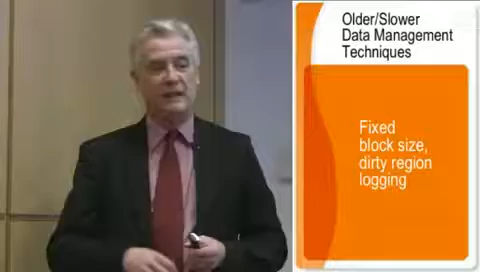 Older/Slower
Data Management
Techniques
Fixed
block size,
dirty region
logging